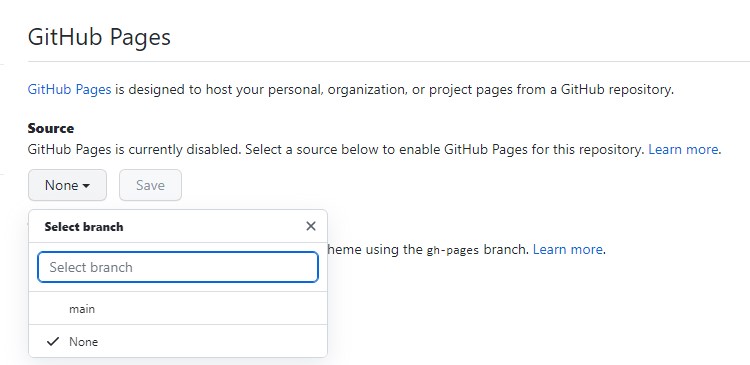 GitHub Pages
GitHub Pages is designed to host your personal, organization, or project pages from a GitHub repository.
Source
GitHub Pages is currently disabled. Select a source below to enable GitHub Pages for this repository. Learn more.
None Save
Select branch
heme using the gh-pages branch. Learn more.
Select branch
main
None